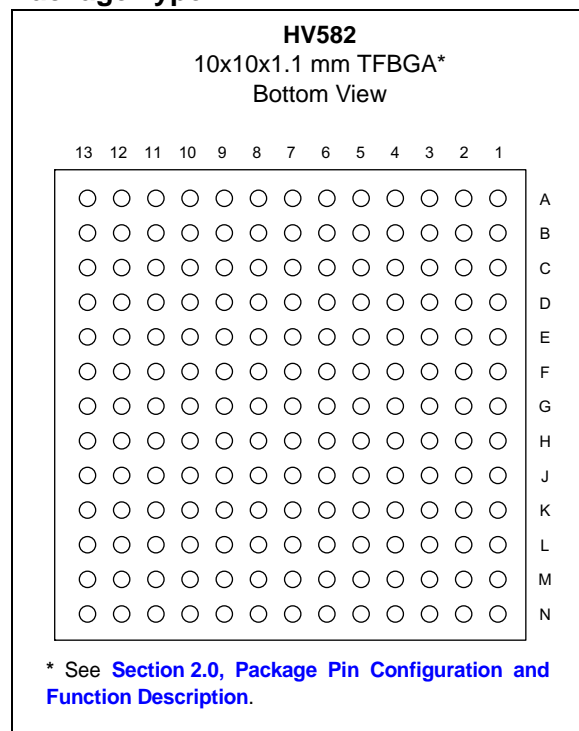 HV582
10x10x1.1 mm TFBGA*
Bottom View
13 12 11 10 9 8 7 6 5 4 3 2 1
A
B
C
D
E
F
G
H
J
K
L
M
N
* See Section 2.0, Package Pin Configuration and
Function Description.